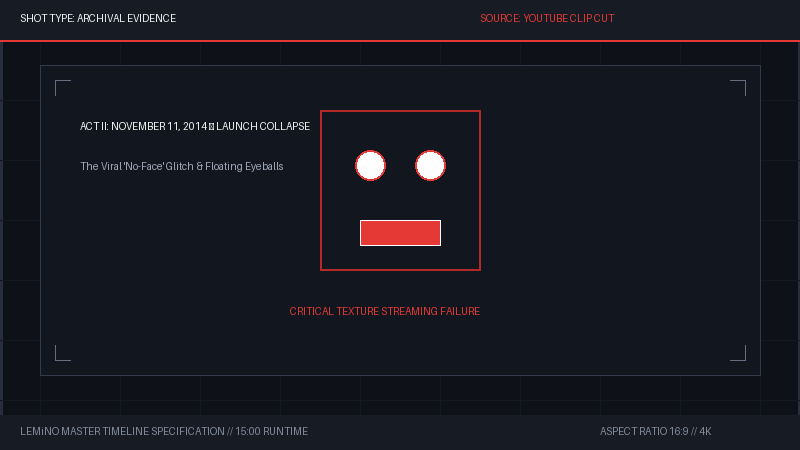 SHOT TYPE: ARCHIVAL EVIDENCE
SOURCE: YOUTUBE CLIP CUT
ACT II: NOVEMBER 11, 2014 ▯ LAUNCH COLLAPSE
The Viral 'No-Face' Glitch & Floating Eyeballs
CRITICAL TEXTURE STREAMING FAILURE
LEMiNO MASTER TIMELINE SPECIFICATION // 15:00 RUNTIME
ASPECT RATIO 16:9 // 4K